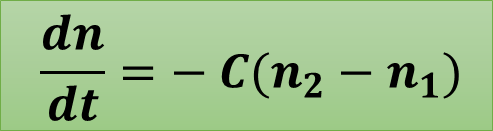 dn/dt = − C(n₂ − n₁)